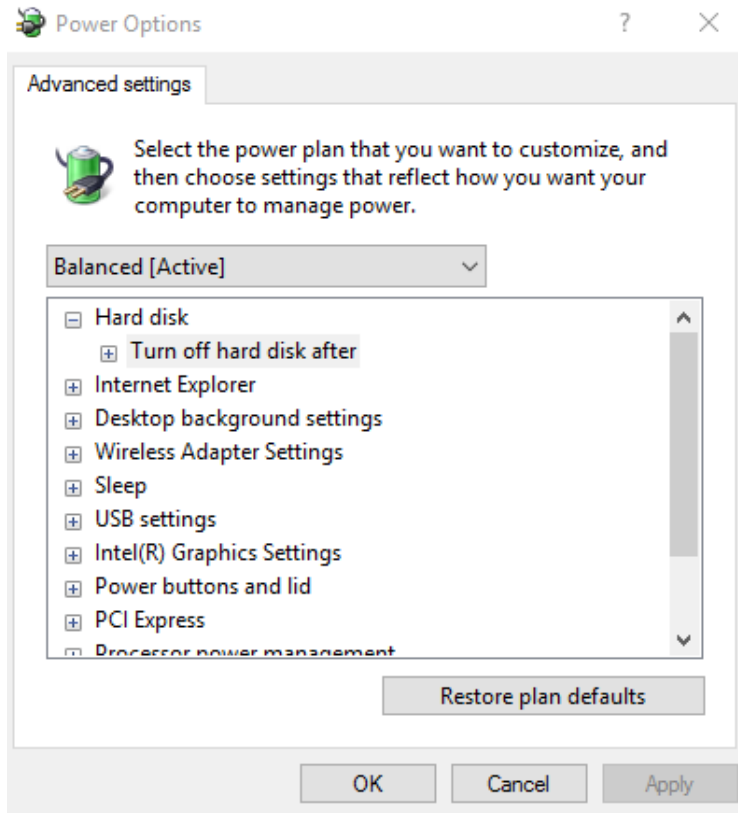 Power Options
Advanced settings
Select the power plan that you want to customize, and
then choose settings that reflect how you want your
computer to manage power.
Balanced [Active]
Hard disk
Turn off hard disk after
Internet Explorer
Desktop background settings
Wireless Adapter Settings
Sleep
USB settings
Intel(R) Graphics Settings
Power buttons and lid
PCI Express
Processor power management
Restore plan defaults
OK Cancel Apply